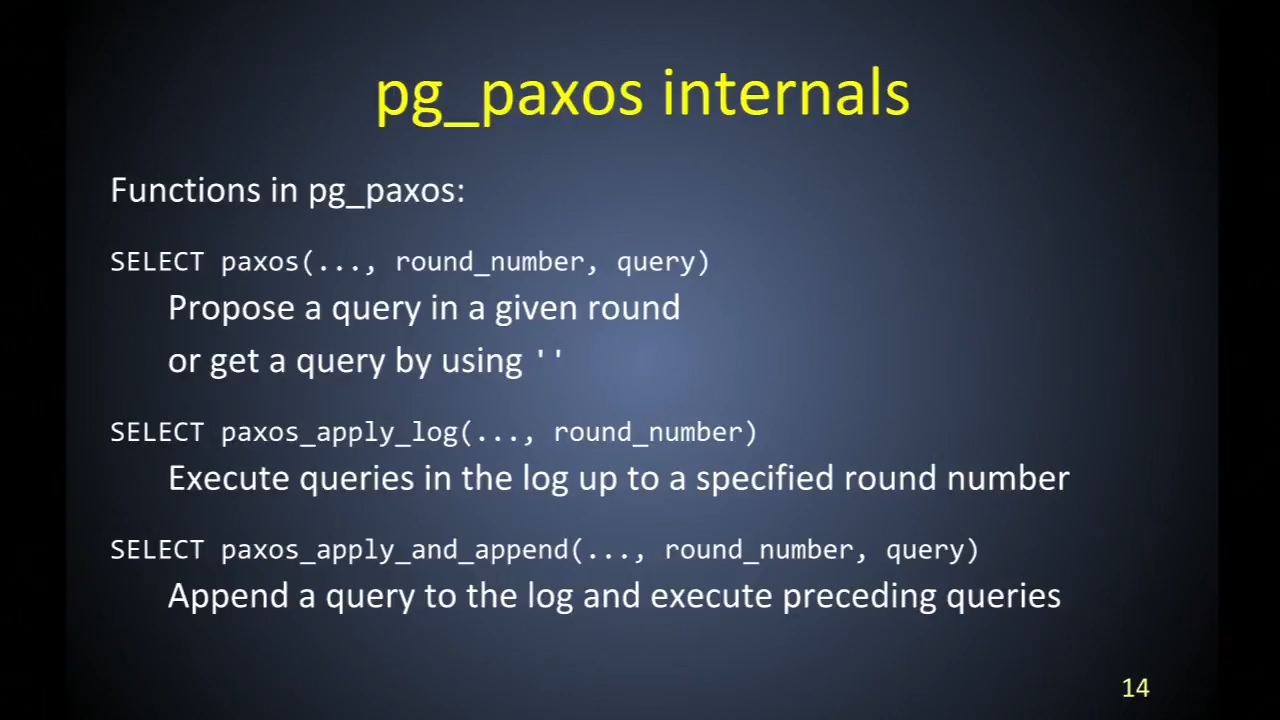 pg_paxos internals
Functions in pg_paxos:
SELECT paxos(..., round_number, query)
Propose a query in a given round
or get a query by using ''
SELECT paxos_apply_log(..., round_number)
Execute queries in the log up to a specified round number
SELECT paxos_apply_and_append(..., round_number, query)
Append a query to the log and execute preceding queries
14